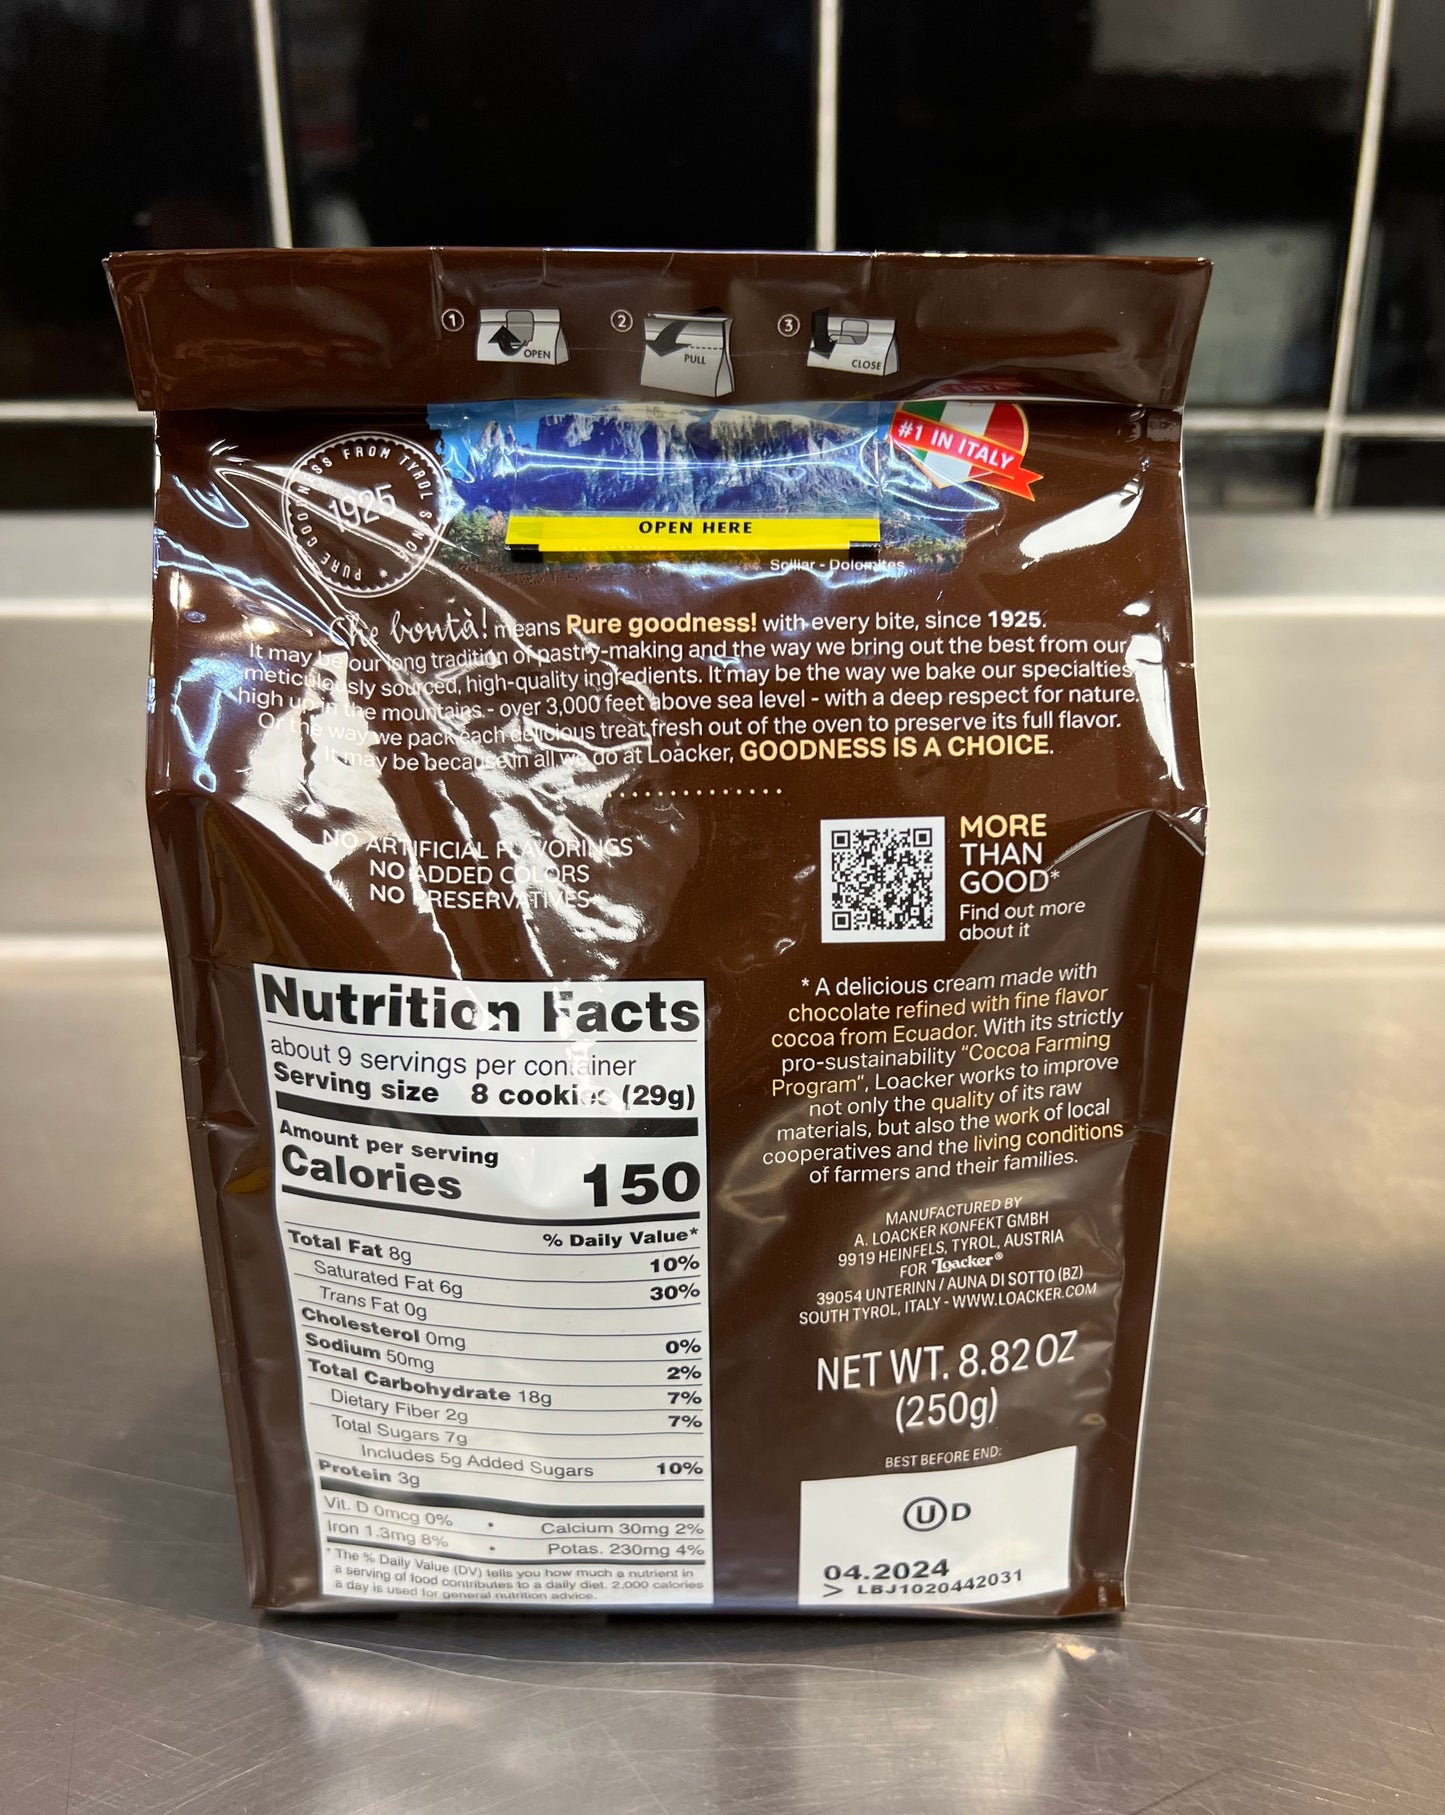 1
OPEN
2
PULL
3
CLOSE
#1 IN ITALY
PURE GOODNESS FROM TYROL SINCE
1925
OPEN HERE
Sciliar - Dolomites
Che bontà! means Pure goodness! with every bite, since 1925.
It may be our long tradition of pastry-making and the way we bring out the best from our
meticulously sourced, high-quality ingredients. It may be the way we bake our specialties
high up in the mountains - over 3,000 feet above sea level - with a deep respect for nature.
Or the way we pack each delicious treat fresh out of the oven to preserve its full flavor.
It may be because in all we do at Loacker, GOODNESS IS A CHOICE.
NO ARTIFICIAL FLAVORINGS
NO ADDED COLORS
NO PRESERVATIVES
MORE
THAN
GOOD*
Find out more
about it
* A delicious cream made with
chocolate refined with fine flavor
cocoa from Ecuador. With its strictly
pro-sustainability "Cocoa Farming
Program", Loacker works to improve
not only the quality of its raw
materials, but also the work of local
cooperatives and the living conditions
of farmers and their families.
MANUFACTURED BY
A. LOACKER KONFEKT GMBH
9919 HEINFELS, TYROL, AUSTRIA
FOR Loacker®
39054 UNTERINN / AUNA DI SOTTO (BZ)
SOUTH TYROL, ITALY - WWW.LOACKER.COM
NET WT. 8.82 OZ
(250g)
BEST BEFORE END:
U D
04.2024
> LBJ1020442031
Nutrition Facts
about 9 servings per container
Serving size 8 cookies (29g)
Amount per serving
Calories 150
% Daily Value*
Total Fat 8g 10%
Saturated Fat 6g 30%
Trans Fat 0g
Cholesterol 0mg 0%
Sodium 50mg 2%
Total Carbohydrate 18g 7%
Dietary Fiber 2g 7%
Total Sugars 7g
Includes 5g Added Sugars 10%
Protein 3g
Vit. D 0mcg 0% • Calcium 30mg 2%
Iron 1.3mg 8% • Potas. 230mg 4%
* The % Daily Value (DV) tells you how much a nutrient in
a serving of food contributes to a daily diet. 2,000 calories
a day is used for general nutrition advice.